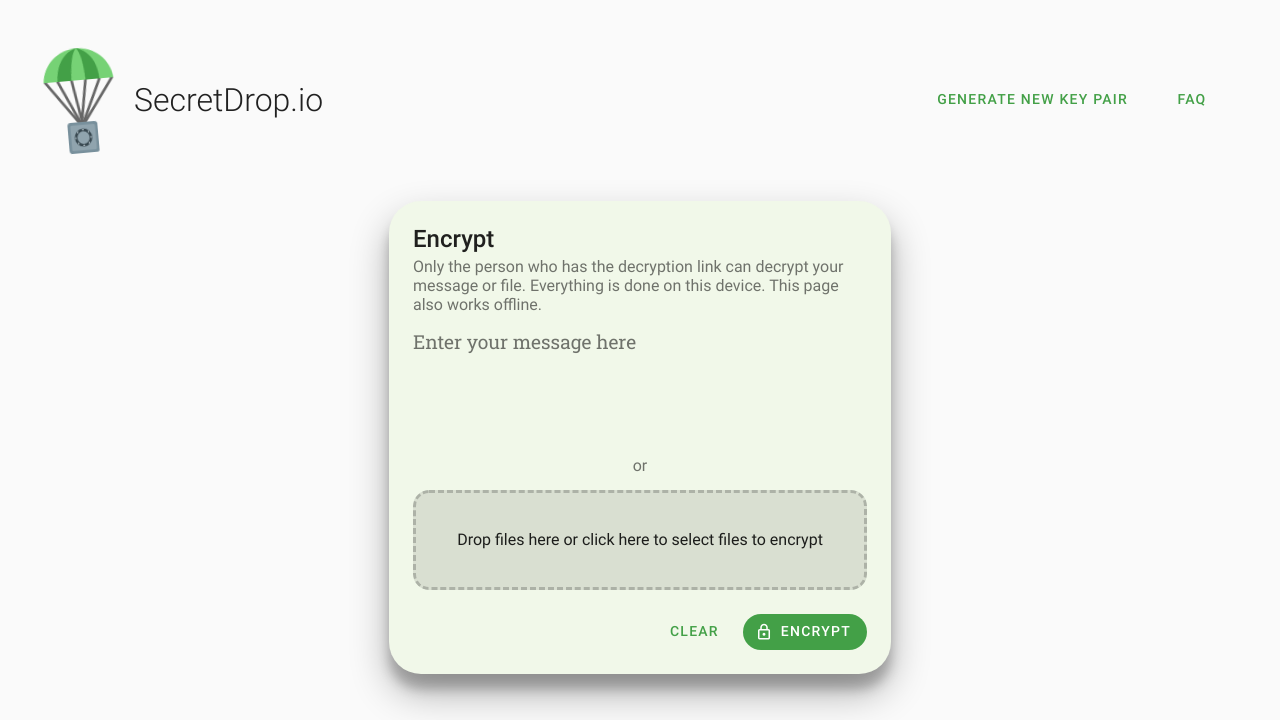 SecretDrop.io
GENERATE NEW KEY PAIR
FAQ
Encrypt
Only the person who has the decryption link can decrypt your
message or file. Everything is done on this device. This page
also works offline.
Enter your message here
or
Drop files here or click here to select files to encrypt
CLEAR
ENCRYPT